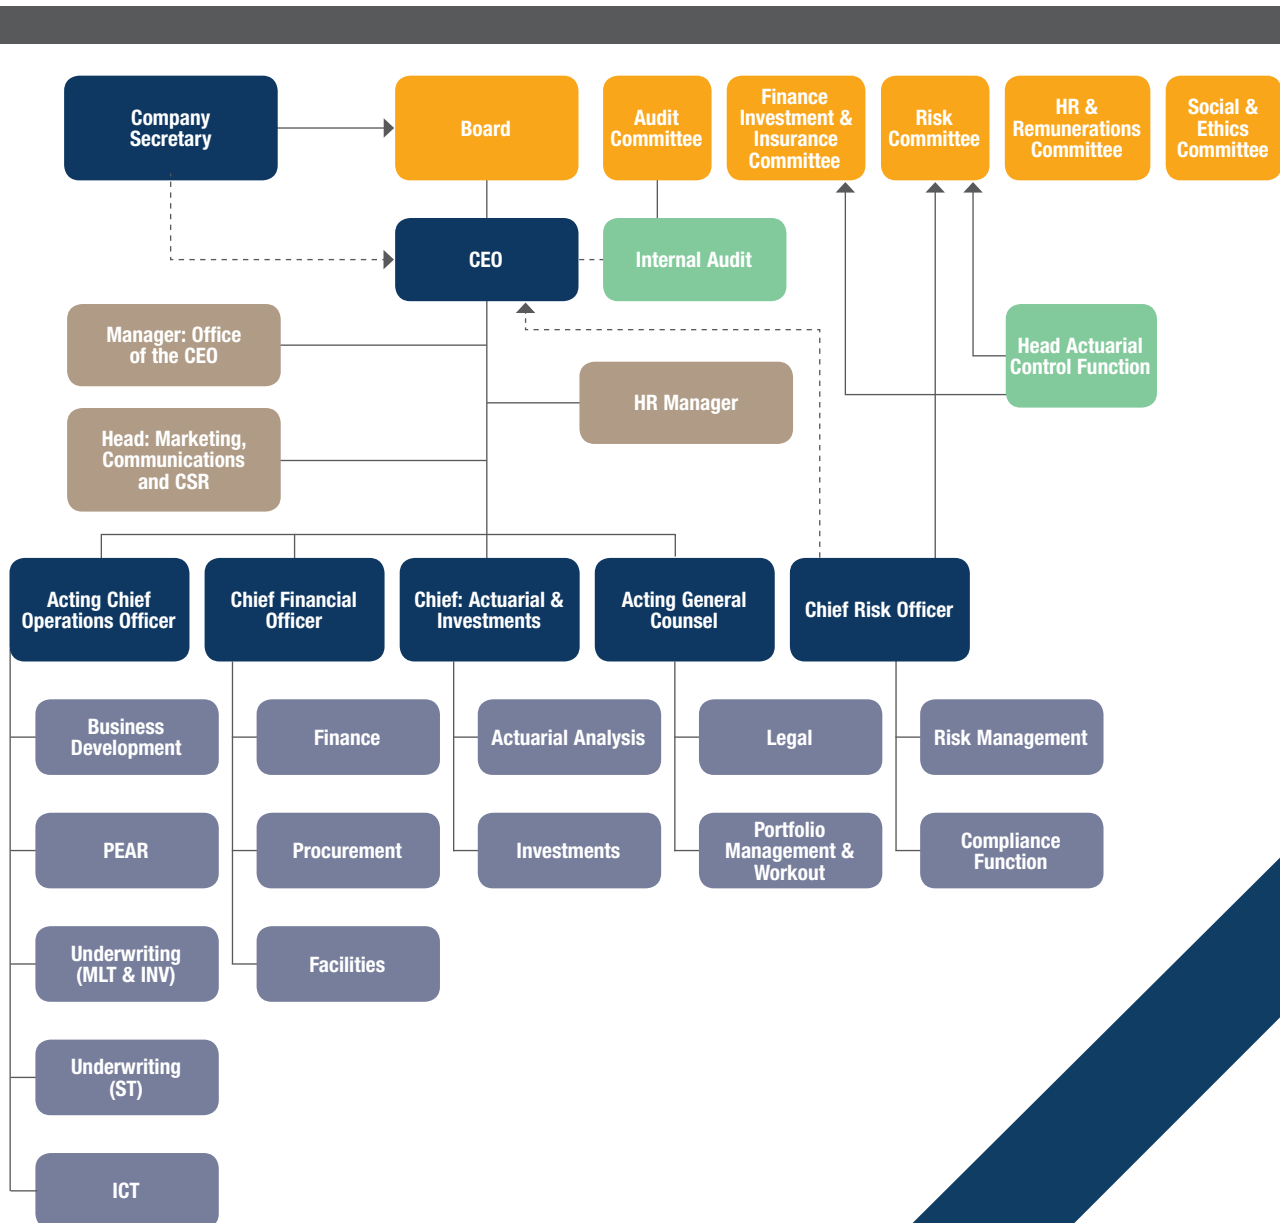 Company
Secretary
Board
Audit
Committee
Finance
Investment &
Insurance
Committee
Risk
Committee
HR &
Remunerations
Committee
Social &
Ethics
Committee
CEO
Internal Audit
Manager: Office
of the CEO
Head Actuarial
Control Function
HR Manager
Head: Marketing,
Communications
and CSR
Acting Chief
Operations Officer
Chief Financial
Officer
Chief: Actuarial &
Investments
Acting General
Counsel
Chief Risk Officer
Business
Development
Finance
Actuarial Analysis
Legal
Risk Management
PEAR
Procurement
Investments
Portfolio
Management &
Workout
Compliance
Function
Underwriting
(MLT & INV)
Facilities
Underwriting
(ST)
ICT